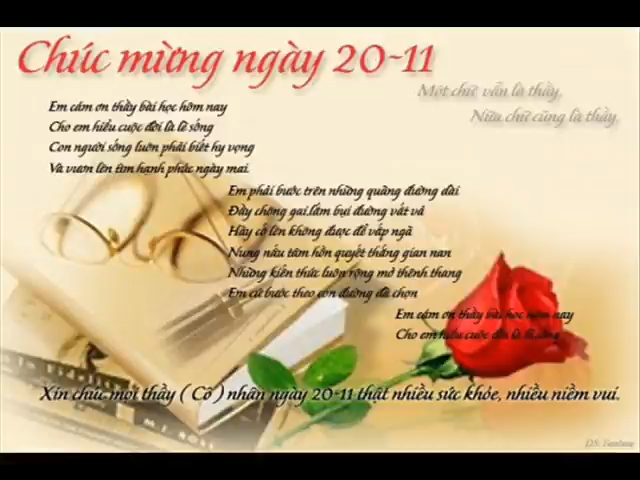 Chúc mừng ngày 20-11
Một chữ vẫn là thầy,
Nửa chữ cũng là thầy.
Em cám ơn thầy bài học hôm nay
Cho em hiểu cuộc đời là lẽ sống
Con người sống luôn phải biết hy vọng
Và vươn lên tìm hạnh phúc ngày mai.
Em phải bước trên những quãng đường dài
Đầy chông gai,lấm bụi đường vất vả
Hãy cố lên không được để vấp ngã
Nung nấu tâm hồn quyết thắng gian nan
Những kiến thức luôn rộng mở thênh thang
Em cứ bước theo con đường đã chọn
Em cám ơn thầy bài học hôm nay
Cho em hiểu cuộc đời là lẽ sống
Xin chúc mọi thầy ( Cô ) nhân ngày 20-11 thật nhiều sức khỏe, nhiều niềm vui.